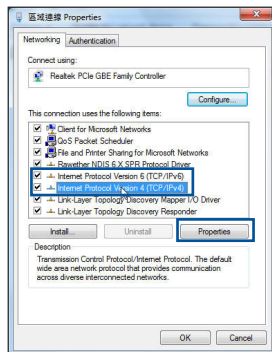 區域連線 Properties
Networking Authentication
Connect using:
Realtek PCIe GBE Family Controller
Configure...
This connection uses the following items:
Client for Microsoft Networks
QoS Packet Scheduler
File and Printer Sharing for Microsoft Networks
Rawether NDIS 6.X SPR Protocol Driver
Internet Protocol Version 6 (TCP/IPv6)
Internet Protocol Version 4 (TCP/IPv4)
Link-Layer Topology Discovery Mapper I/O Driver
Link-Layer Topology Discovery Responder
Install... Uninstall Properties
Description
Transmission Control Protocol/Internet Protocol. The default
wide area network protocol that provides communication
across diverse interconnected networks.
OK Cancel